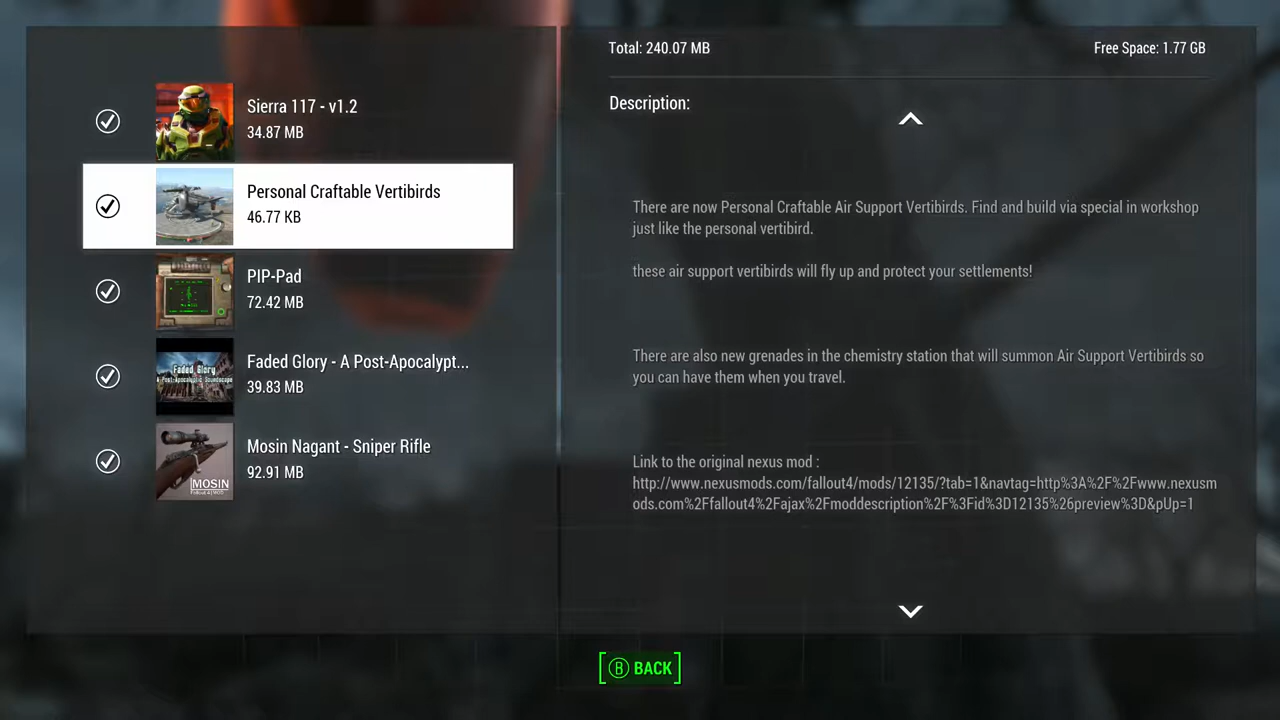 Total: 240.07 MB
Free Space: 1.77 GB
Sierra 117 - v1.2
34.87 MB
Personal Craftable Vertibirds
46.77 KB
PIP-Pad
72.42 MB
Faded Glory - A Post-Apocalypt...
39.83 MB
Faded Glory
A Post-Apocalyptic Soundscape
Mosin Nagant - Sniper Rifle
92.91 MB
MOSIN
Description:
There are now Personal Craftable Air Support Vertibirds. Find and build via special in workshop
just like the personal vertibird.
these air support vertibirds will fly up and protect your settlements!
There are also new grenades in the chemistry station that will summon Air Support Vertibirds so
you can have them when you travel.
Link to the original nexus mod :
http://www.nexusmods.com/fallout4/mods/12135/?tab=1&navtag=http%3A%2F%2Fwww.nexusm
ods.com%2Ffallout4%2Fajax%2Fmoddescription%2F%3Fid%3D12135%26preview%3D&pUp=1
B BACK